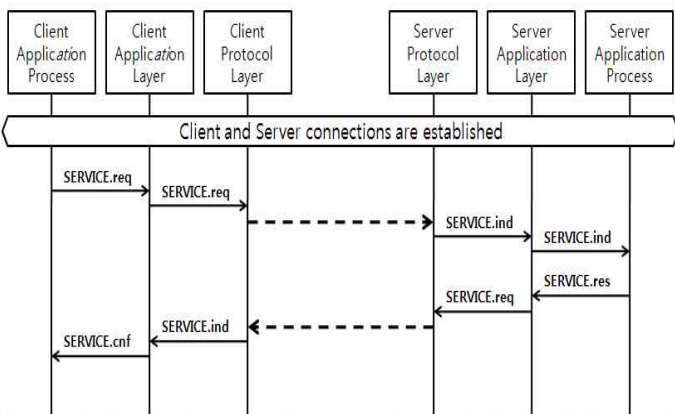 Client
Application
Process
Client
Application
Layer
Client
Protocol
Layer
Server
Protocol
Layer
Server
Application
Layer
Server
Application
Process
Client and Server connections are established
SERVICE.req
SERVICE.req
SERVICE.ind
SERVICE.ind
SERVICE.res
SERVICE.req
SERVICE.ind
SERVICE.cnf